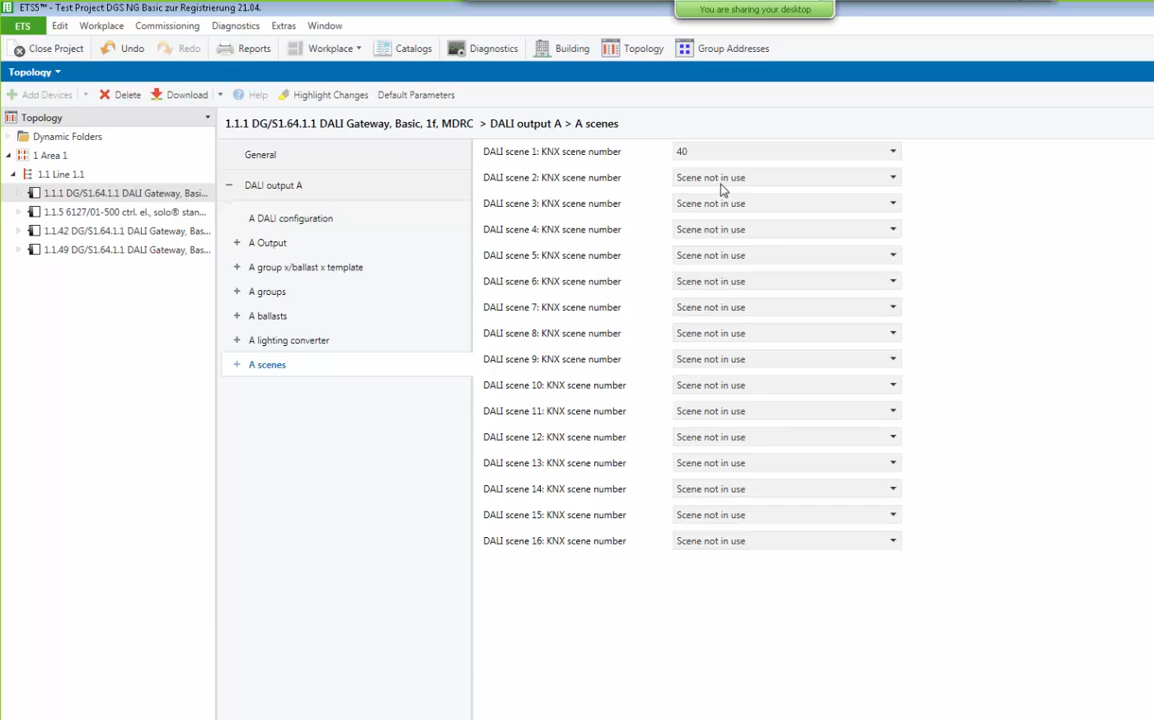 ETS5™ - Test Project DGS NG Basic zur Registrierung 21.04.
You are sharing your desktop
ETS Edit Workplace Commissioning Diagnostics Extras Window
Close Project Undo Redo Reports Workplace Catalogs Diagnostics Building Topology Group Addresses
Topology
Add Devices Delete Download Help Highlight Changes Default Parameters
Topology
Dynamic Folders
1 Area 1
1.1 Line 1.1
1.1.1 DG/S1.64.1.1 DALI Gateway, Basi...
1.1.5 6127/01-500 ctrl. el., solo® stan...
1.1.42 DG/S1.64.1.1 DALI Gateway, Bas...
1.1.49 DG/S1.64.1.1 DALI Gateway, Bas...
1.1.1 DG/S1.64.1.1 DALI Gateway, Basic, 1f, MDRC > DALI output A > A scenes
General
DALI output A
A DALI configuration
A Output
A group x/ballast x template
A groups
A ballasts
A lighting converter
A scenes
DALI scene 1: KNX scene number 40
DALI scene 2: KNX scene number Scene not in use
DALI scene 3: KNX scene number Scene not in use
DALI scene 4: KNX scene number Scene not in use
DALI scene 5: KNX scene number Scene not in use
DALI scene 6: KNX scene number Scene not in use
DALI scene 7: KNX scene number Scene not in use
DALI scene 8: KNX scene number Scene not in use
DALI scene 9: KNX scene number Scene not in use
DALI scene 10: KNX scene number Scene not in use
DALI scene 11: KNX scene number Scene not in use
DALI scene 12: KNX scene number Scene not in use
DALI scene 13: KNX scene number Scene not in use
DALI scene 14: KNX scene number Scene not in use
DALI scene 15: KNX scene number Scene not in use
DALI scene 16: KNX scene number Scene not in use